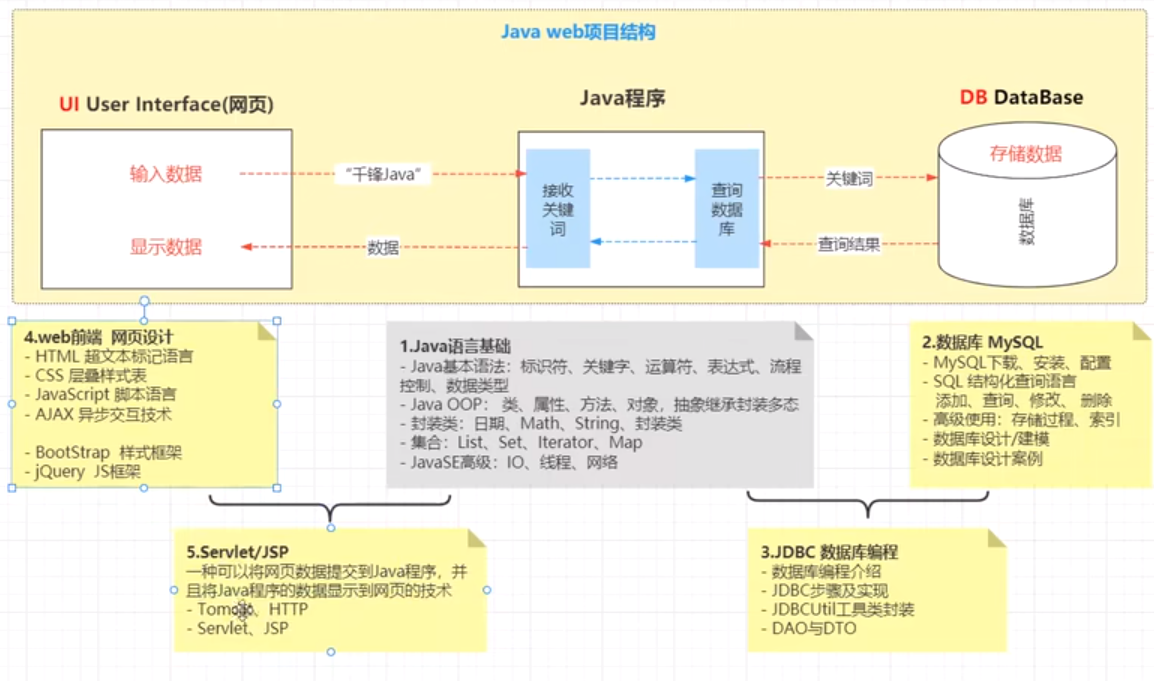 Java web项目结构
UI User Interface(网页)
Java程序
DB DataBase
输入数据
"千锋Java"
接收
关键
词
查询
数据
库
关键词
存储数据
显示数据
数据
查询结果
数据库
4.web前端 网页设计
- HTML 超文本标记语言
- CSS 层叠样式表
- JavaScript 脚本语言
- AJAX 异步交互技术
- BootStrap 样式框架
- jQuery JS框架
1.Java语言基础
- Java基本语法：标识符、关键字、运算符、表达式、流程
控制、数据类型
- Java OOP： 类、属性、方法、对象，抽象继承封装多态
- 封装类：日期、Math、String、封装类
- 集合：List、Set、Iterator、Map
- JavaSE高级：IO、线程、网络
2.数据库 MySQL
- MySQL下载、安装、配置
- SQL 结构化查询语言
添加、查询、修改、 删除
- 高级使用：存储过程、索引
- 数据库设计/建模
- 数据库设计案例
5.Servlet/JSP
一种可以将网页数据提交到Java程序，并
且将Java程序的数据显示到网页的技术
- Tomcat、HTTP
- Servlet、JSP
3.JDBC 数据库编程
- 数据库编程介绍
- JDBC步骤及实现
- JDBCUtil工具类封装
- DAO与DTO